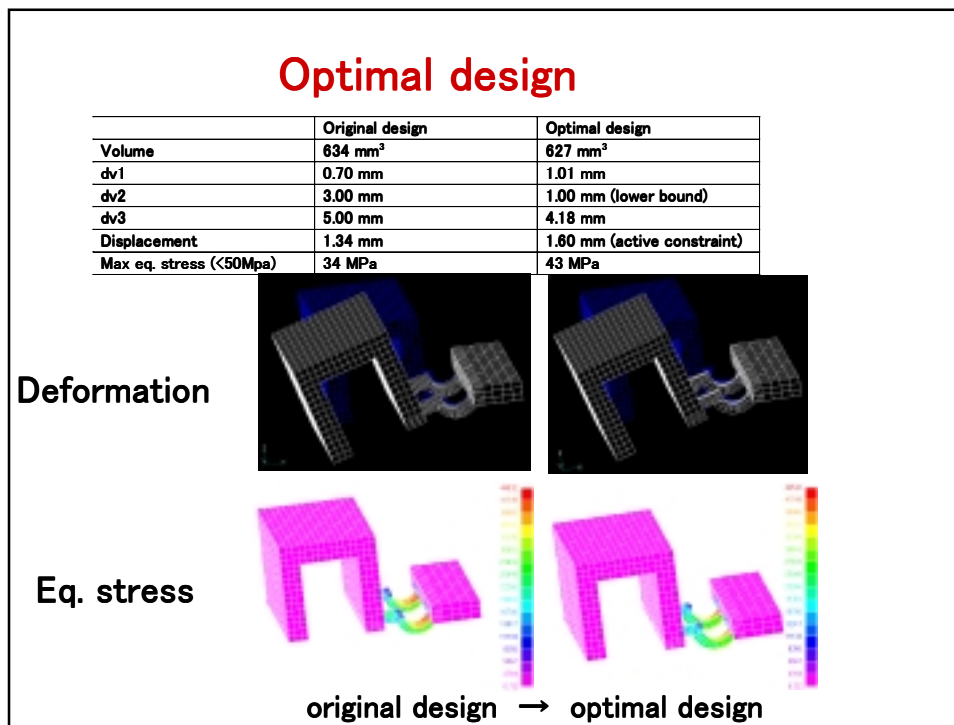 Optimal design
Original design Optimal design
Volume 634 mm³ 627 mm³
dv1 0.70 mm 1.01 mm
dv2 3.00 mm 1.00 mm (lower bound)
dv3 5.00 mm 4.18 mm
Displacement 1.34 mm 1.60 mm (active constraint)
Max eq. stress (<50Mpa) 34 MPa 43 MPa
Deformation
Eq. stress
original design → optimal design